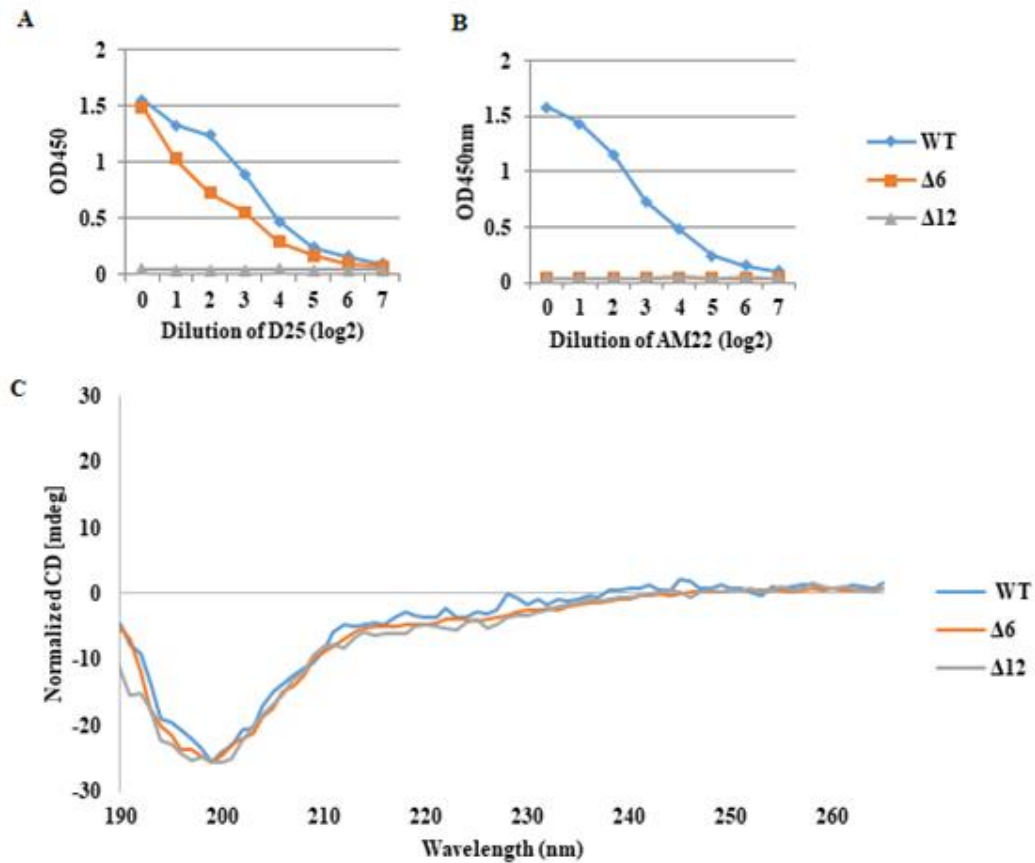 A
2
1.5
1
0.5
0
OD450
0 1 2 3 4 5 6 7
Dilution of D25 (log2)
B
2
1.5
1
0.5
0
OD450nm
0 1 2 3 4 5 6 7
Dilution of AM22 (log2)
WT
Δ6
Δ12
C
30
20
10
0
-10
-20
-30
Normalized CD [mdeg]
190 200 210 220 230 240 250 260
Wavelength (nm)
WT
Δ6
Δ12